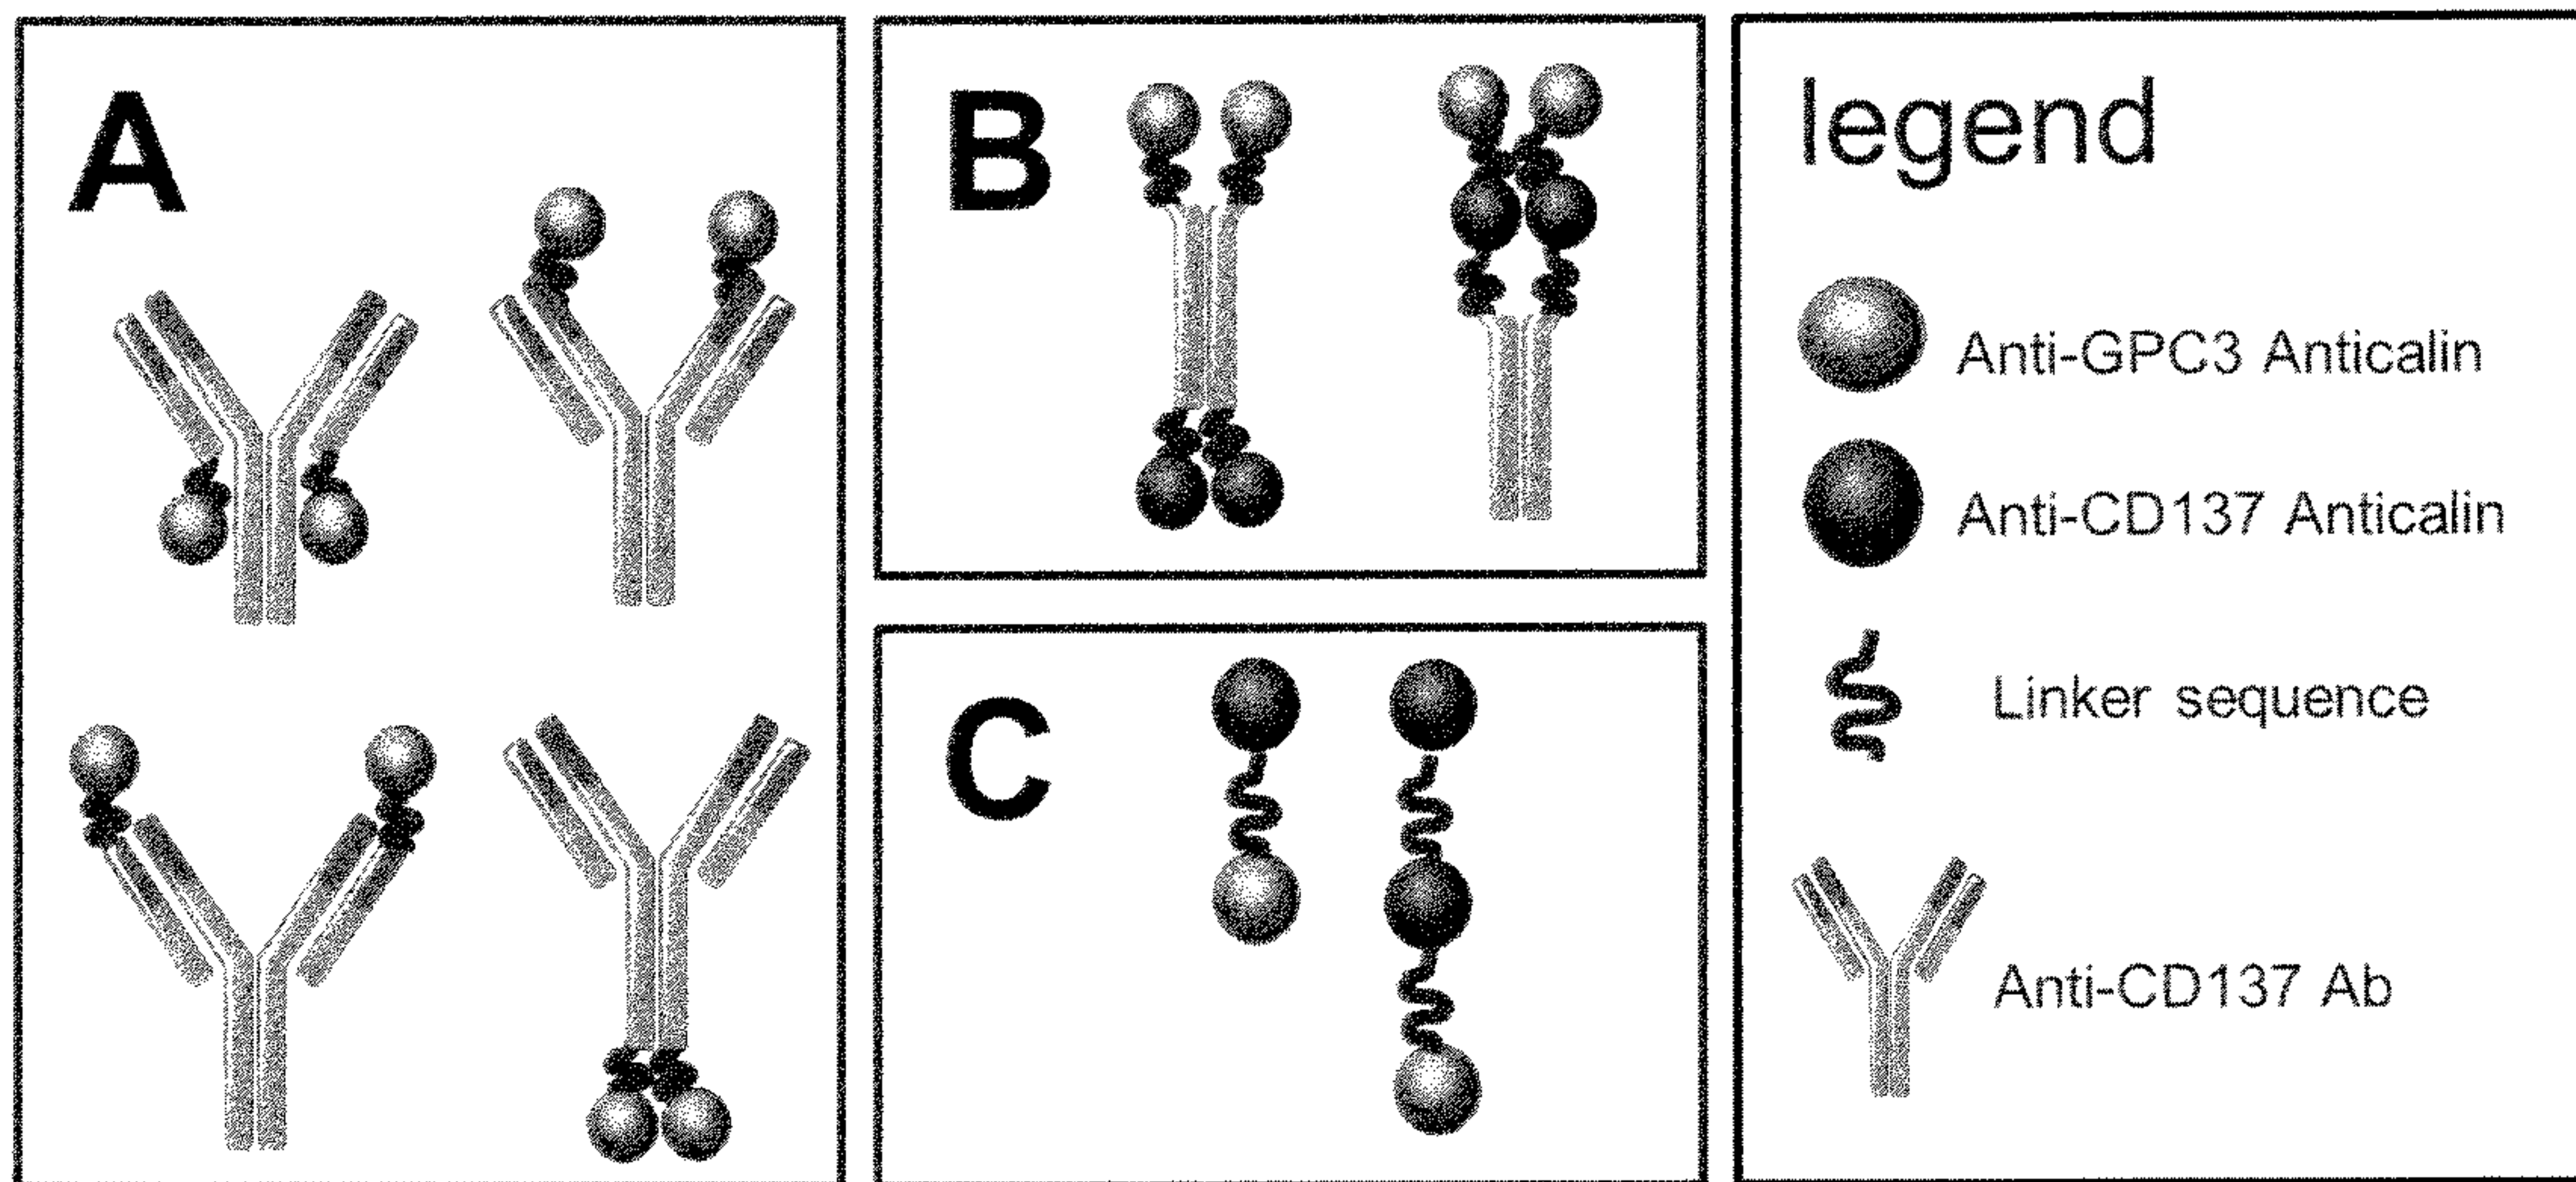 A
B
C
legend
Anti-GPC3 Anticalin
Anti-CD137 Anticalin
Linker sequence
Anti-CD137 Ab